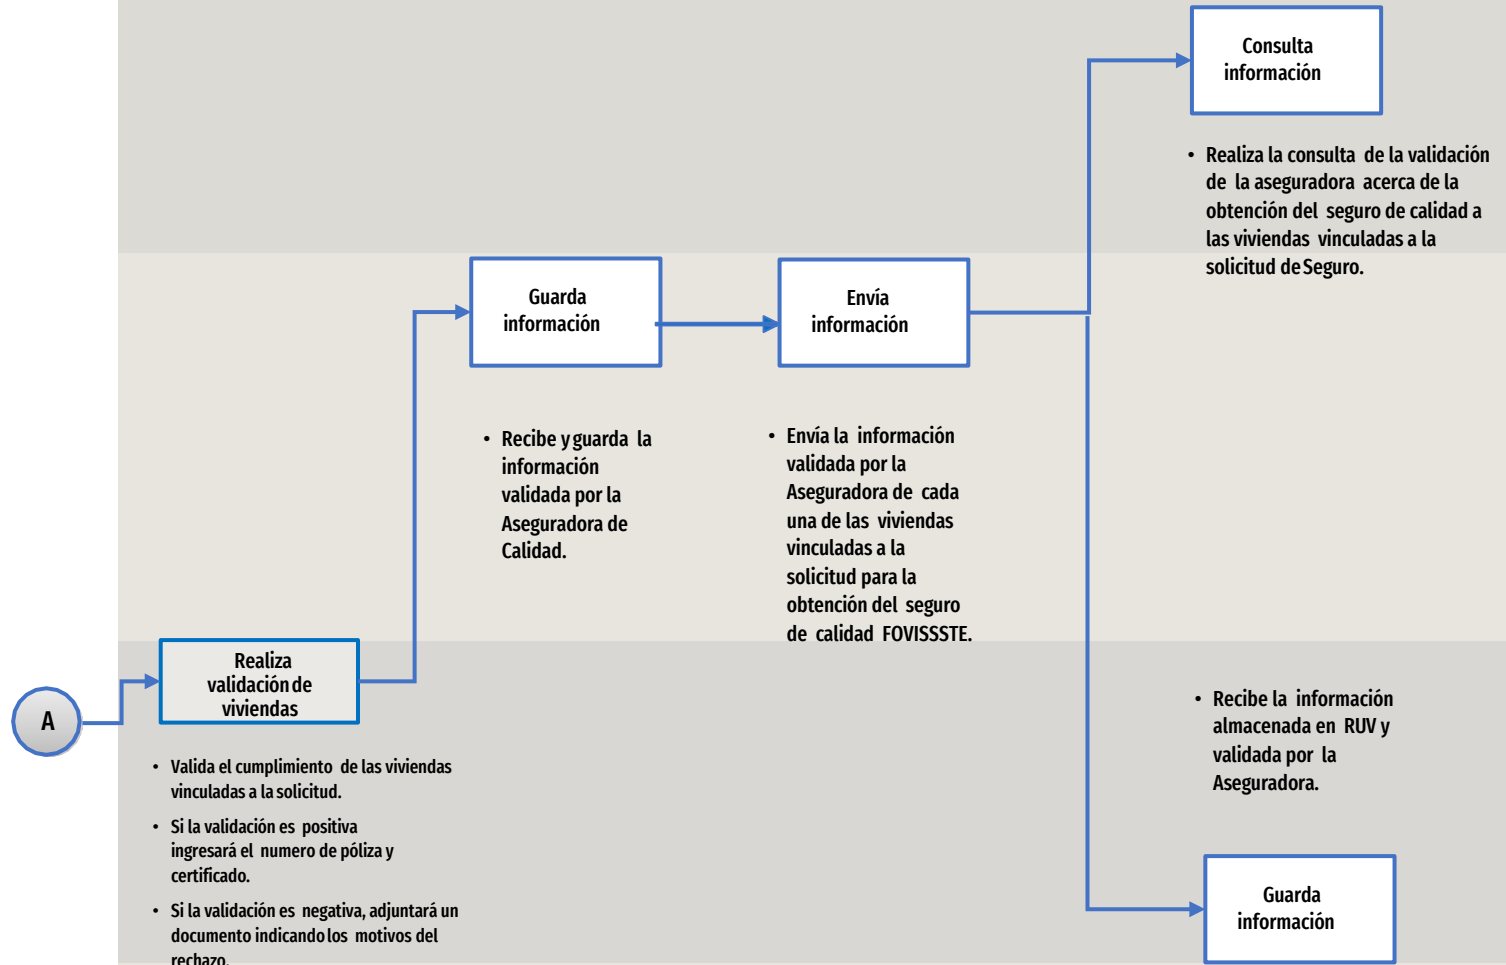 Consulta
información
• Realiza la consulta de la validación
de la aseguradora acerca de la
obtención del seguro de calidad a
las viviendas vinculadas a la
solicitud de Seguro.
Guarda
información
Envía
información
• Recibe y guarda la
información
validada por la
Aseguradora de
Calidad.
• Envía la información
validada por la
Aseguradora de cada
una de las viviendas
vinculadas a la
solicitud para la
obtención del seguro
de calidad FOVISSSTE.
A
Realiza
validación de
viviendas
• Valida el cumplimiento de las viviendas
vinculadas a la solicitud.
• Si la validación es positiva
ingresará el numero de póliza y
certificado.
• Si la validación es negativa, adjuntará un
documento indicando los motivos del
rechazo.
• Recibe la información
almacenada en RUV y
validada por la
Aseguradora.
Guarda
información